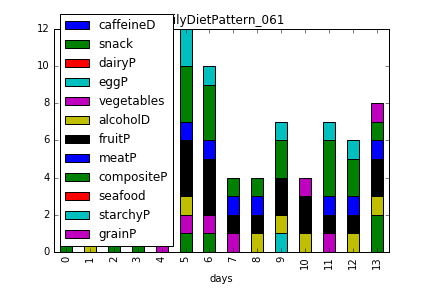 ilyDietPattern_061
12
10
8
6
4
2
0
caffeineD
snack
dairyP
eggP
vegetables
alcoholD
fruitP
meatP
compositeP
seafood
starchyP
grainP
0 1 2 3 4 5 6 7 8 9 10 11 12 13
days